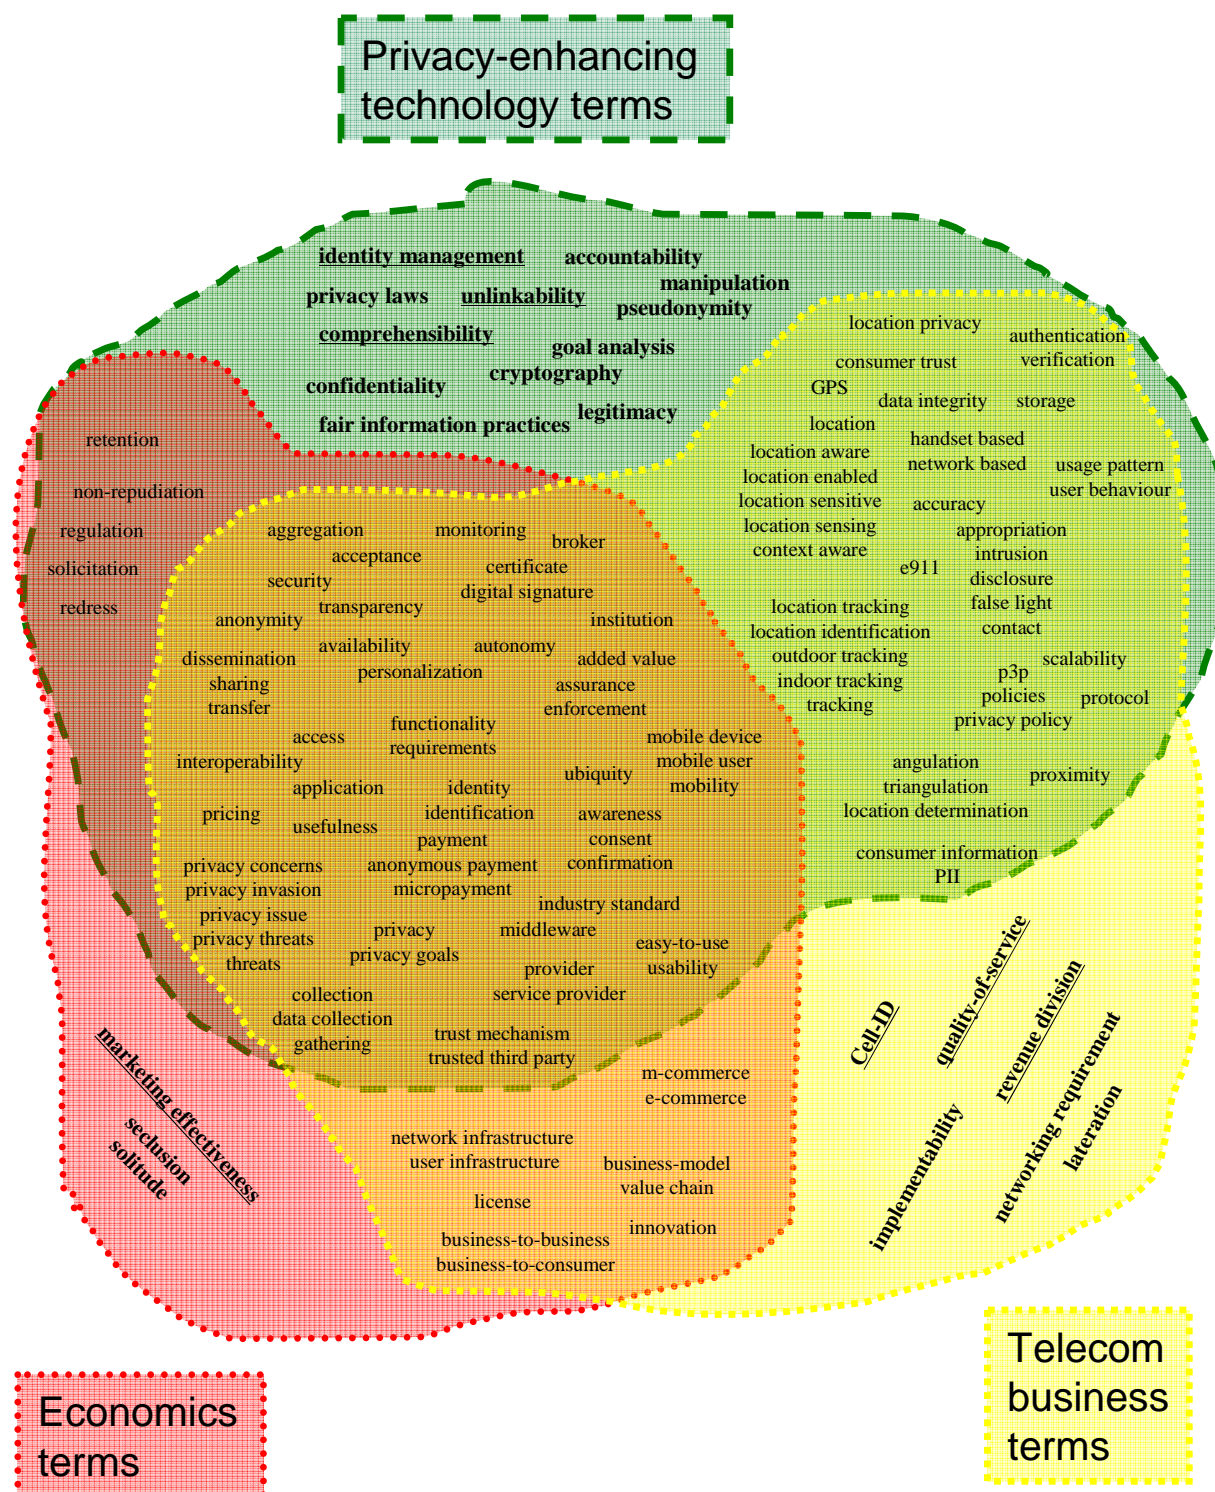 Privacy-enhancing
technology terms
identity management
accountability
manipulation
privacy laws
unlinkability
pseudonymity
comprehensibility
goal analysis
cryptography
confidentiality
legitimacy
fair information practices
location privacy
authentication
verification
consumer trust
GPS
data integrity
storage
location
handset based
network based
location aware
location enabled
location sensitive
location sensing
context aware
usage pattern
user behaviour
accuracy
appropriation
intrusion
disclosure
false light
contact
e911
location tracking
location identification
outdoor tracking
indoor tracking
tracking
scalability
p3p
policies
privacy policy
protocol
angulation
triangulation
location determination
proximity
consumer information
PII
retention
non-repudiation
regulation
solicitation
redress
aggregation
monitoring
broker
acceptance
certificate
digital signature
security
transparency
anonymity
institution
availability
autonomy
dissemination
sharing
transfer
personalization
added value
assurance
enforcement
functionality
requirements
access
mobile device
mobile user
mobility
interoperability
ubiquity
application
identity
identification
pricing
usefulness
awareness
consent
confirmation
payment
anonymous payment
micropayment
privacy concerns
privacy invasion
privacy issue
privacy threats
threats
industry standard
middleware
privacy
privacy goals
easy-to-use
usability
provider
service provider
collection
data collection
gathering
trust mechanism
trusted third party
m-commerce
e-commerce
network infrastructure
user infrastructure
business-model
value chain
license
innovation
business-to-business
business-to-consumer
marketing effectiveness
seclusion
solitude
Cell-ID
quality-of-service
revenue division
implementability
networking requirement
lateration
Economics
terms
Telecom
business
terms